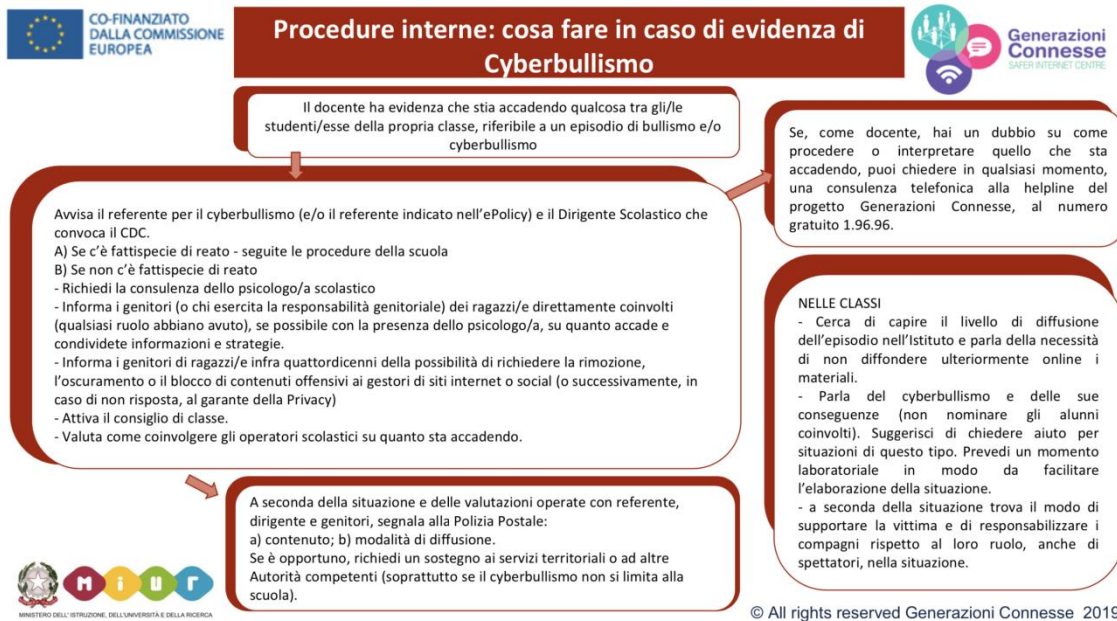 CO-FINANZIATO
DALLA COMMISSIONE
EUROPEA
Procedure interne: cosa fare in caso di evidenza di
Cyberbullismo
Generazioni
Connesse
SAFER INTERNET CENTRE
Il docente ha evidenza che stia accadendo qualcosa tra gli/le
studenti/esse della propria classe, riferibile a un episodio di bullismo e/o
cyberbullismo
Se, come docente, hai un dubbio su come
procedere o interpretare quello che sta
accadendo, puoi chiedere in qualsiasi momento,
una consulenza telefonica alla helpline del
progetto Generazioni Connesse, al numero
gratuito 1.96.96.
Avvisa il referente per il cyberbullismo (e/o il referente indicato nell'ePolicy) e il Dirigente Scolastico che
convoca il CDC.
A) Se c'è fattispecie di reato - seguite le procedure della scuola
B) Se non c'è fattispecie di reato
- Richiedi la consulenza dello psicologo/a scolastico
- Informa i genitori (o chi esercita la responsabilità genitoriale) dei ragazzi/e direttamente coinvolti
(qualsiasi ruolo abbiano avuto), se possibile con la presenza dello psicologo/a, su quanto accade e
condividete informazioni e strategie.
- Informa i genitori di ragazzi/e infra quattordicenni della possibilità di richiedere la rimozione,
l'oscuramento o il blocco di contenuti offensivi ai gestori di siti internet o social (o successivamente, in
caso di non risposta, al garante della Privacy)
- Attiva il consiglio di classe.
- Valuta come coinvolgere gli operatori scolastici su quanto sta accadendo.
NELLE CLASSI
- Cerca di capire il livello di diffusione
dell'episodio nell'Istituto e parla della necessità
di non diffondere ulteriormente online i
materiali.
- Parla del cyberbullismo e delle sue
conseguenze (non nominare gli alunni
coinvolti). Suggerisci di chiedere aiuto per
situazioni di questo tipo. Prevedi un momento
laboratoriale in modo da facilitare
l'elaborazione della situazione.
- a seconda della situazione trova il modo di
supportare la vittima e di responsabilizzare i
compagni rispetto al loro ruolo, anche di
spettatori, nella situazione.
A seconda della situazione e delle valutazioni operate con referente,
dirigente e genitori, segnala alla Polizia Postale:
a) contenuto; b) modalità di diffusione.
Se è opportuno, richiedi un sostegno ai servizi territoriali o ad altre
Autorità competenti (soprattutto se il cyberbullismo non si limita alla
scuola).
miur
MINISTERO DELL'ISTRUZIONE, DELL'UNIVERSITÀ E DELLA RICERCA
© All rights reserved Generazioni Connesse 2019